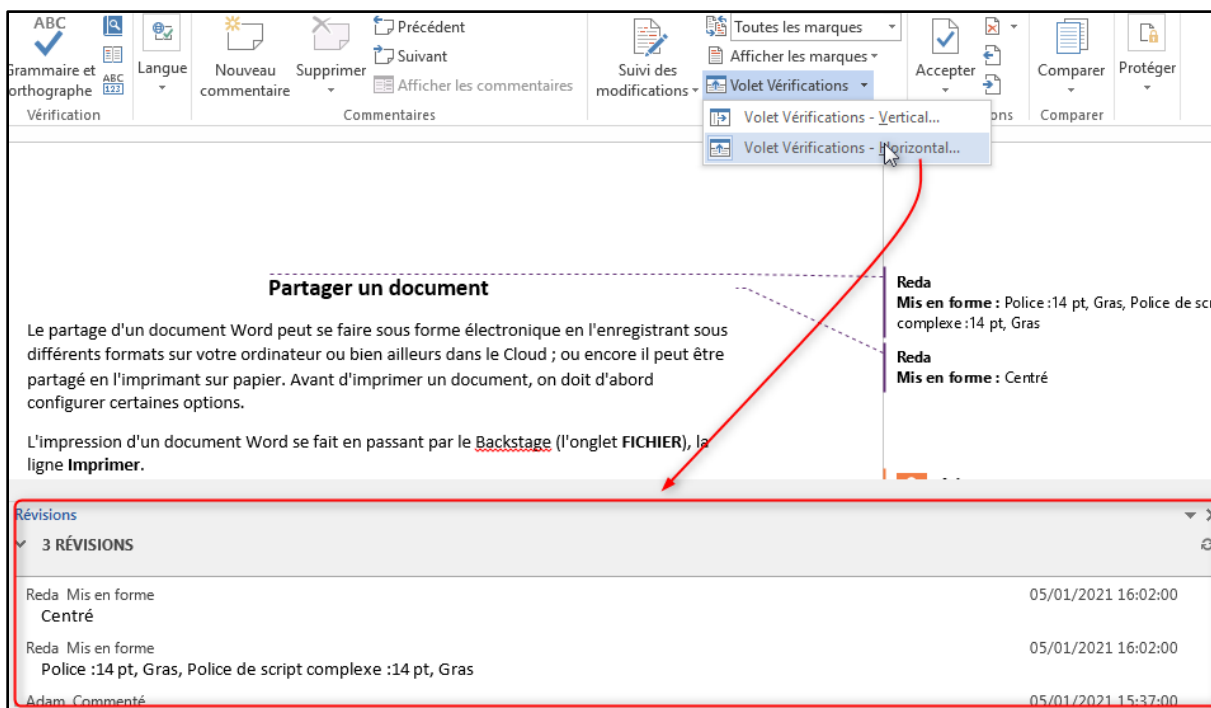 ABC
Grammaire et
orthographe
ABC
123
Vérification
Langue
Nouveau
commentaire
Supprimer
Précédent
Suivant
Afficher les commentaires
Commentaires
Suivi des
modifications
Toutes les marques
Afficher les marques
Volet Vérifications
Volet Vérifications - Vertical...
Volet Vérifications - Horizontal...
Accepter
ons
Comparer
Comparer
Protéger
Partager un document
Le partage d'un document Word peut se faire sous forme électronique en l'enregistrant sous
différents formats sur votre ordinateur ou bien ailleurs dans le Cloud ; ou encore il peut être
partagé en l'imprimant sur papier. Avant d'imprimer un document, on doit d'abord
configurer certaines options.
L'impression d'un document Word se fait en passant par le Backstage (l'onglet FICHIER), la
ligne Imprimer.
Reda
Mis en forme : Police :14 pt, Gras, Police de scr
complexe :14 pt, Gras
Reda
Mis en forme : Centré
Révisions
3 RÉVISIONS
Reda Mis en forme 05/01/2021 16:02:00
Centré
Reda Mis en forme 05/01/2021 16:02:00
Police :14 pt, Gras, Police de script complexe :14 pt, Gras
Adam Commenté 05/01/2021 15:37:00